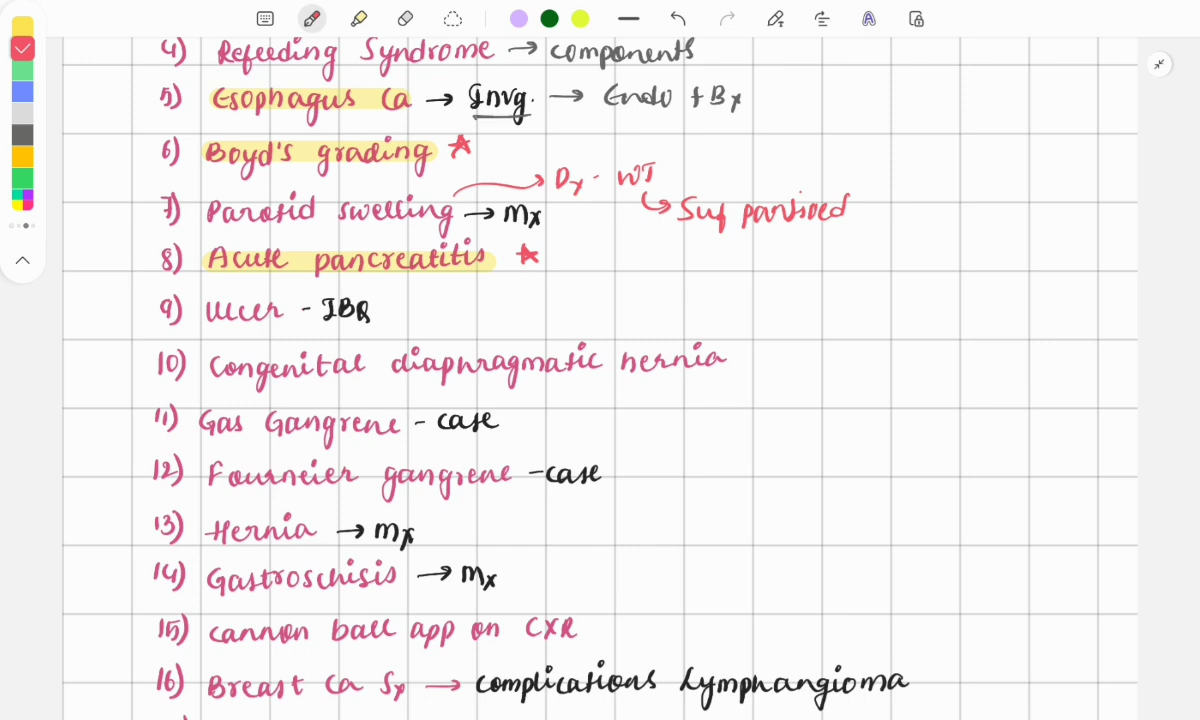 4) Refeeding Syndrome → components
5) Esophagus Ca → Invg. → Endo + Bx
6) Boyd's grading ☆
7) Parotid swelling → Mx → Dx - WT ↳ Suf parotioed
8) Acute pancreatitis ☆
9) Ulcer - IBQ
10) Congenital diaphragmatic hernia
11) Gas Gangrene - case
12) Fourneier gangrene - case
13) Hernia → Mx
14) Gastroschisis → Mx
15) cannon ball app on CXR
16) Breast Ca Sx → complications Lymphangioma